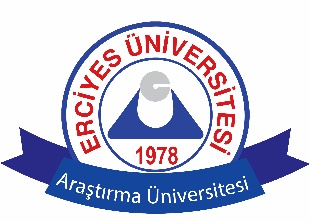 ERCİYES ÜNİVERSİTESİ
1978
Araştırma Üniversitesi